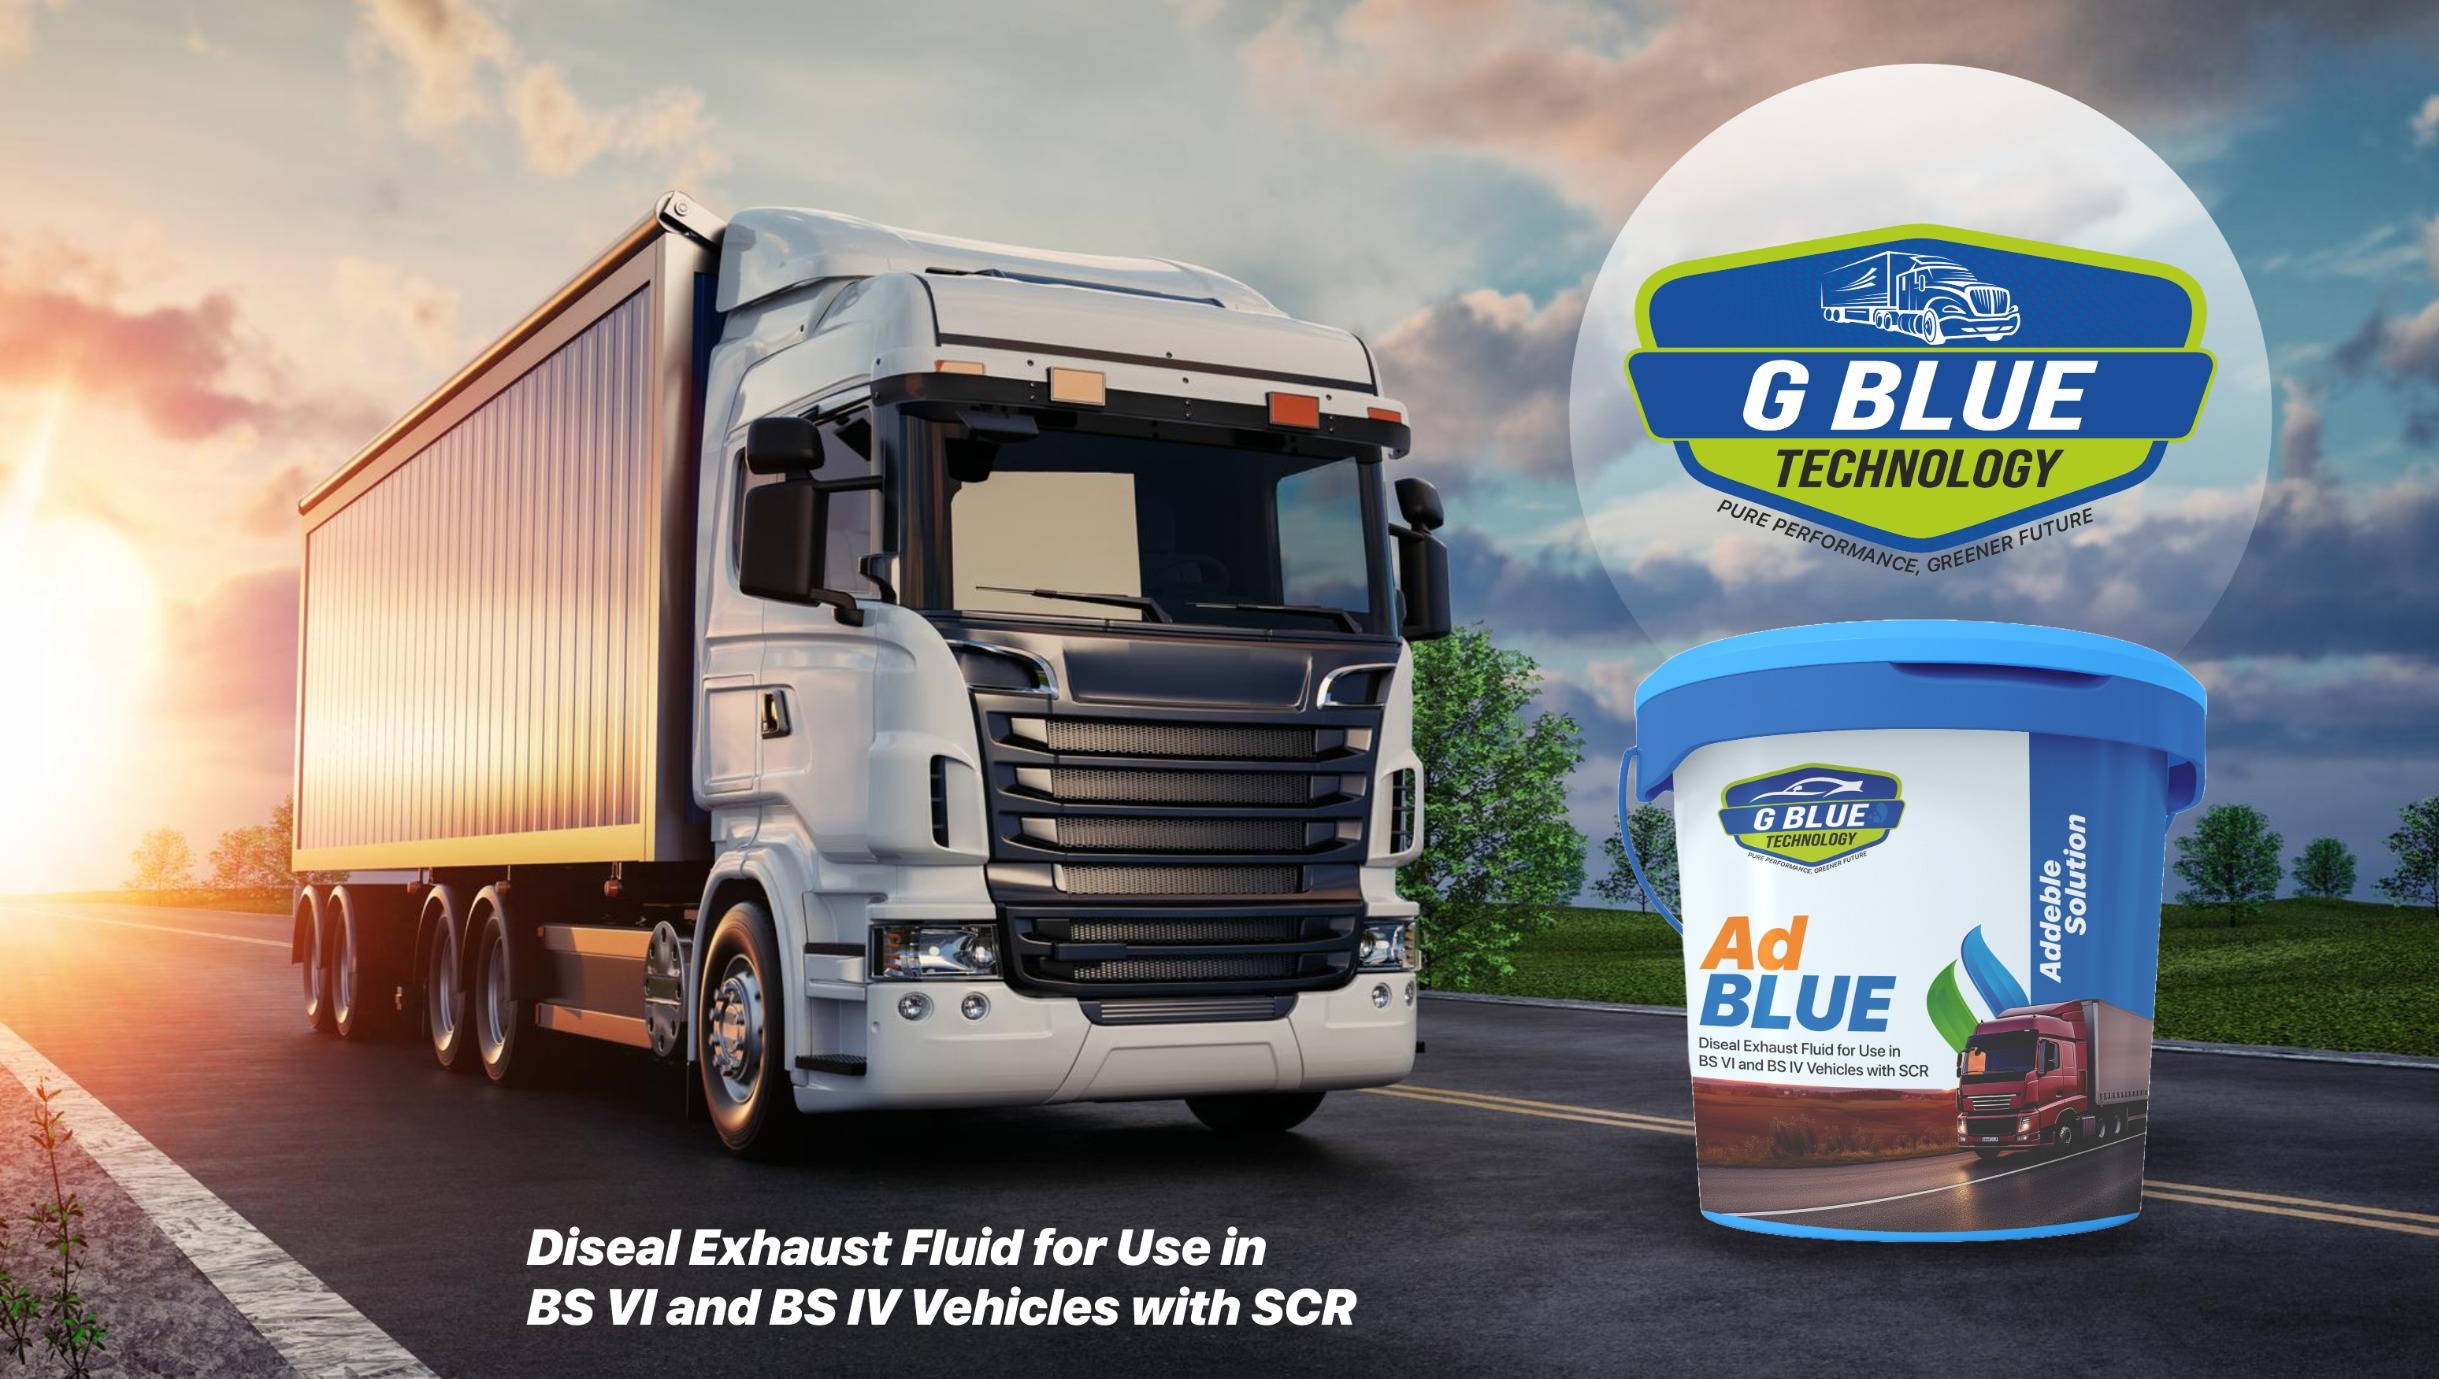 G BLUE
TECHNOLOGY
PURE PERFORMANCE, GREENER FUTURE
G BLUE
TECHNOLOGY
PURE PERFORMANCE, GREENER FUTURE
Addeble
Solution
Ad
BLUE
Diseal Exhaust Fluid for Use in
BS VI and BS IV Vehicles with SCR
Diseal Exhaust Fluid for Use in
BS VI and BS IV Vehicles with SCR